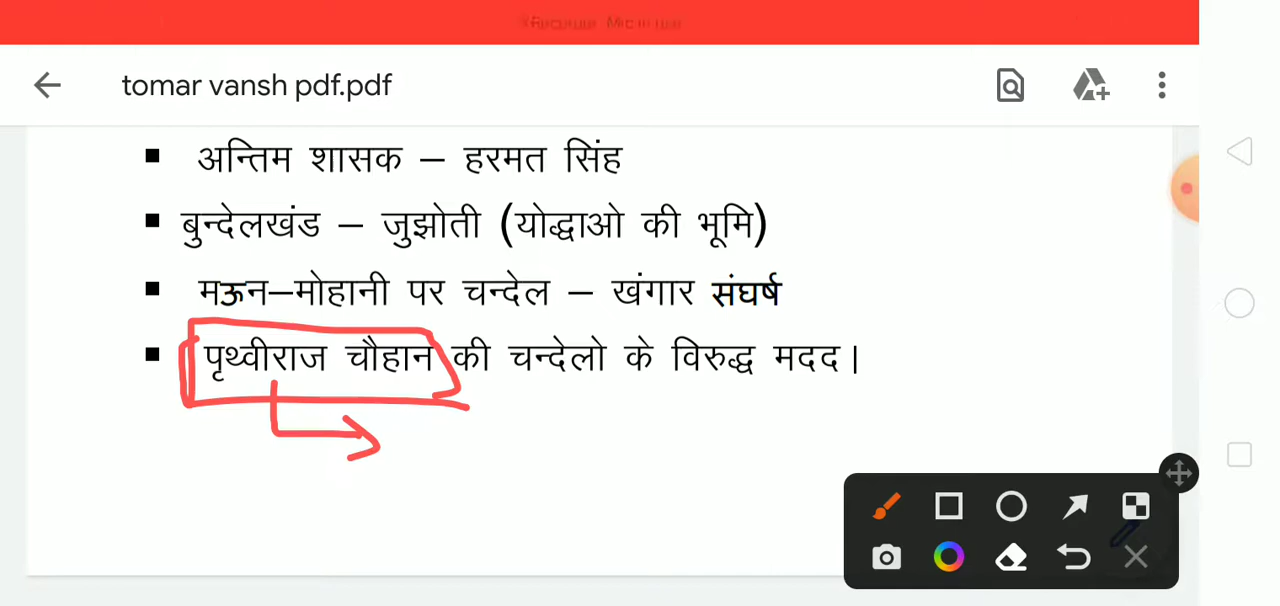 tomar vansh pdf.pdf
▪ अन्तिम शासक – हरमत सिंह
▪ बुन्देलखंड – जुझोती (योद्धाओ की भूमि)
▪ मऊन–मोहानी पर चन्देल – खंगार संघर्ष
▪ पृथ्वीराज चौहान की चन्देलो के विरुद्ध मदद।